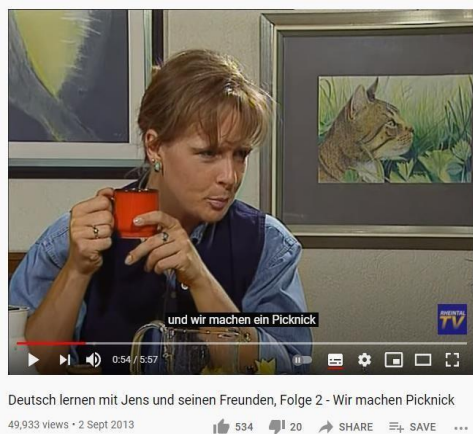 und wir machen ein Picknick
RHEINTAL
TV
0:54 / 5:57
Deutsch lernen mit Jens und seinen Freunden, Folge 2 - Wir machen Picknick
49,933 views • 2 Sept 2013
534 20 SHARE SAVE